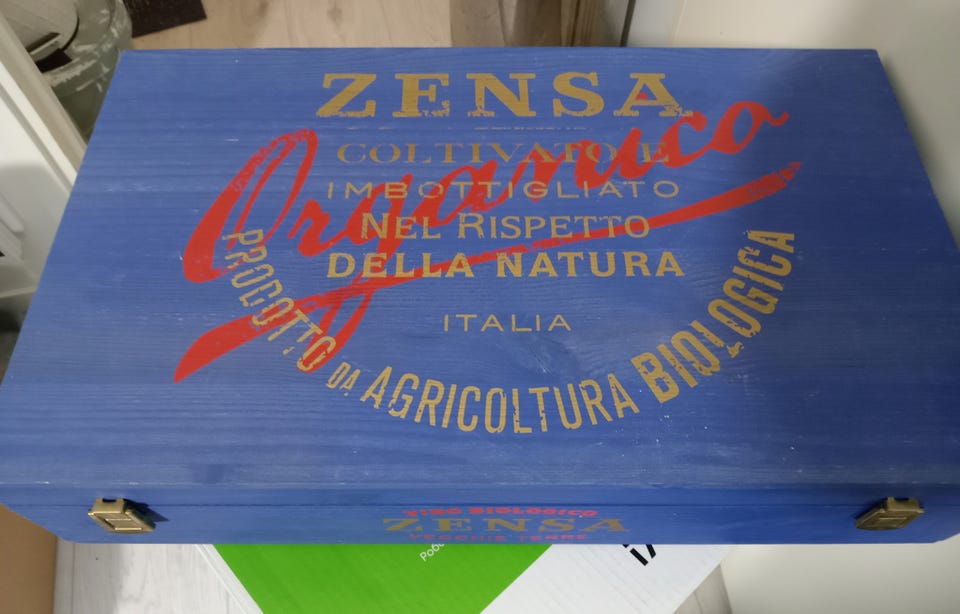 ZENSA
Organico
COLTIVATO E
IMBOTTIGLIATO
NEL RISPETTO
DELLA NATURA
ITALIA
PRODOTTO DA AGRICOLTURA BIOLOGICA
VINO BIOLOGICO
ZENSA
VECCHIE TERRE